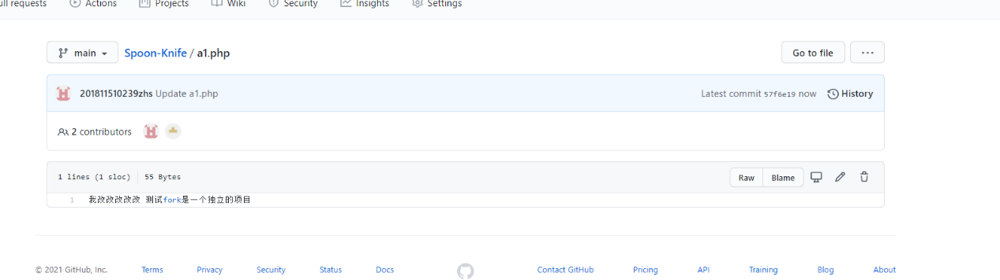 ull requests Actions Projects Wiki Security Insights Settings
main Spoon-Knife / a1.php Go to file ...
201811510239zhs Update a1.php Latest commit 57f6e19 now History
2 contributors
1 lines (1 sloc) 55 Bytes Raw Blame
1 我改改改改改 测试fork是一个独立的项目
© 2021 GitHub, Inc. Terms Privacy Security Status Docs Contact GitHub Pricing API Training Blog About